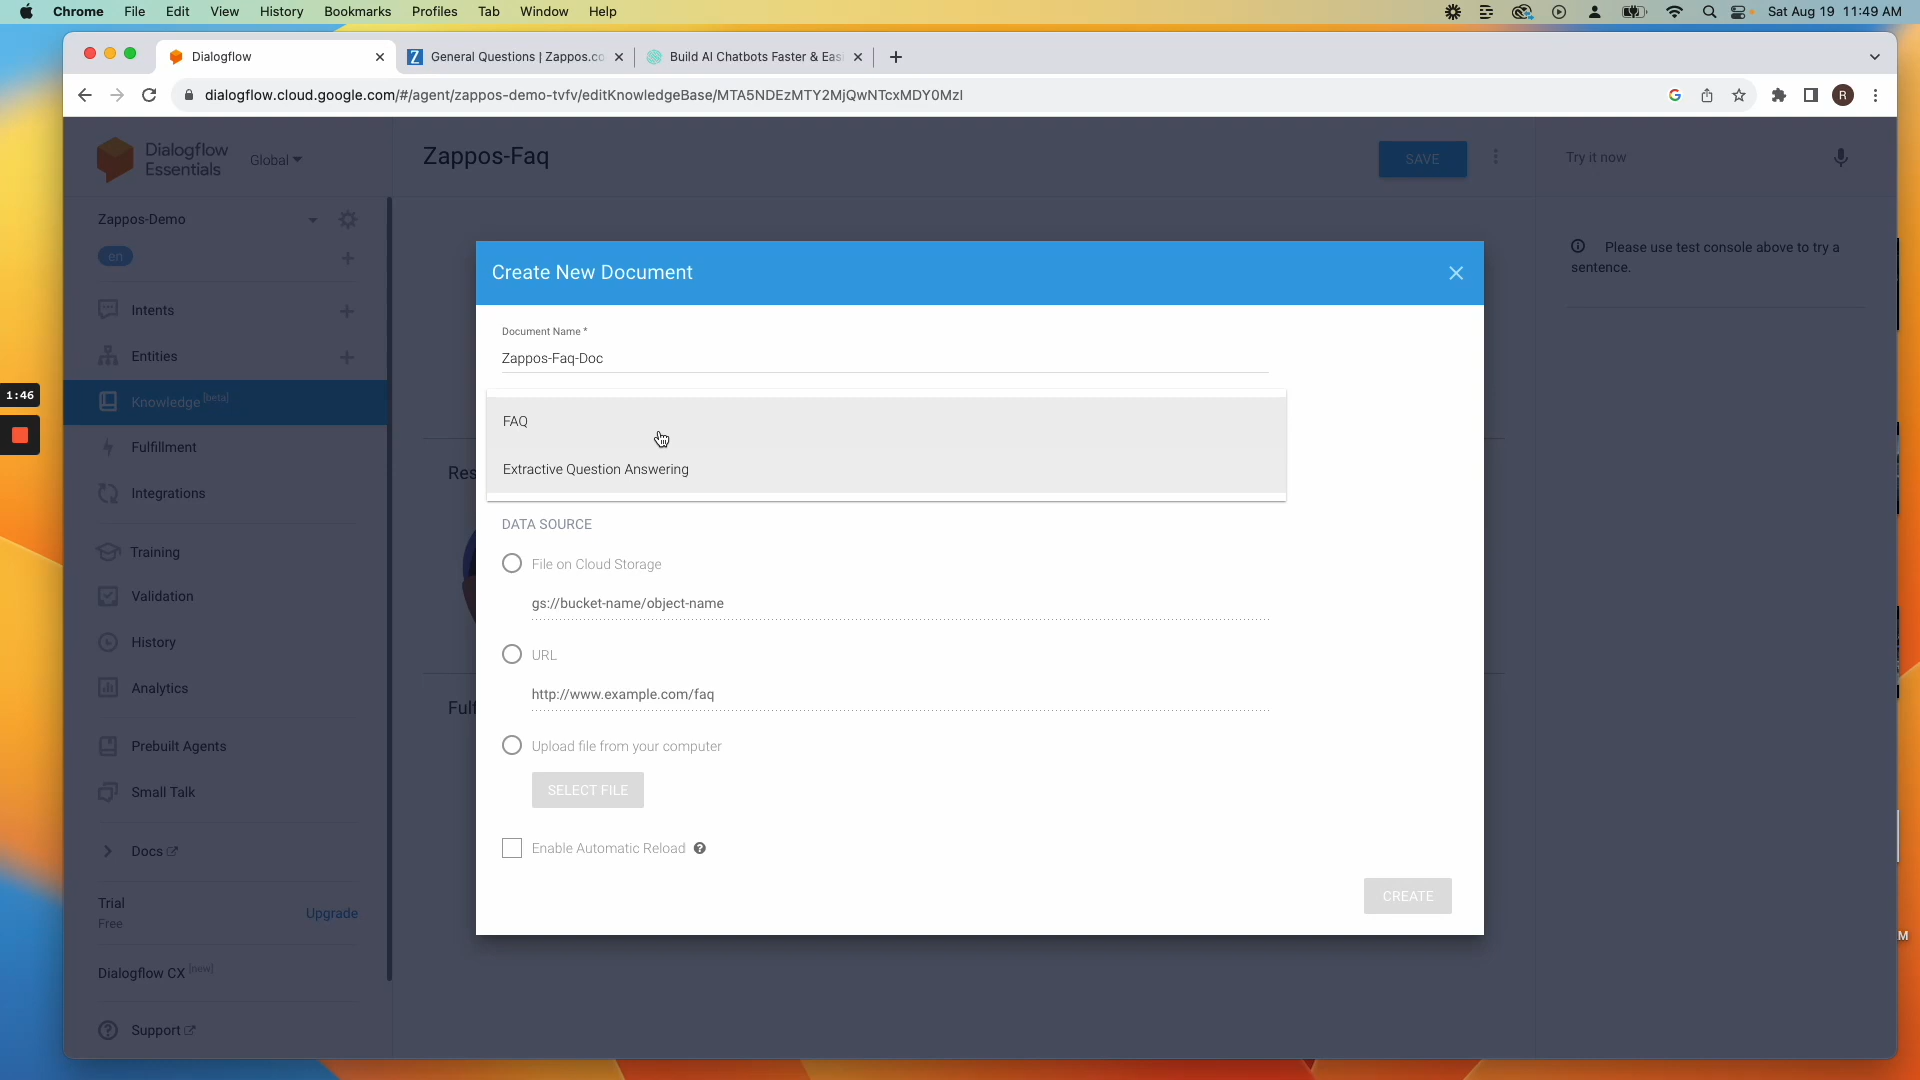 Chrome File Edit View History Bookmarks Profiles Tab Window Help
Sat Aug 19 11:49 AM
Dialogflow
General Questions | Zappos.co
Build AI Chatbots Faster & Eas
dialogflow.cloud.google.com/#/agent/zappos-demo-tvfv/editKnowledgeBase/MTA5NDEzMTY2MjQwNTcxMDY0MzI
R
Dialogflow
Essentials
Global
Zappos-Faq
SAVE
Try it now
Zappos-Demo
en
Please use test console above to try a
sentence.
Create New Document
Document Name *
Zappos-Faq-Doc
FAQ
Extractive Question Answering
DATA SOURCE
File on Cloud Storage
gs://bucket-name/object-name
URL
http://www.example.com/faq
Upload file from your computer
SELECT FILE
Enable Automatic Reload
CREATE
Intents
Entities
Knowledge [beta]
Fulfillment
Integrations
Training
Validation
History
Analytics
Prebuilt Agents
Small Talk
Docs
Trial
Free
Upgrade
Dialogflow CX [new]
Support
Res
Fulf
1:46
M